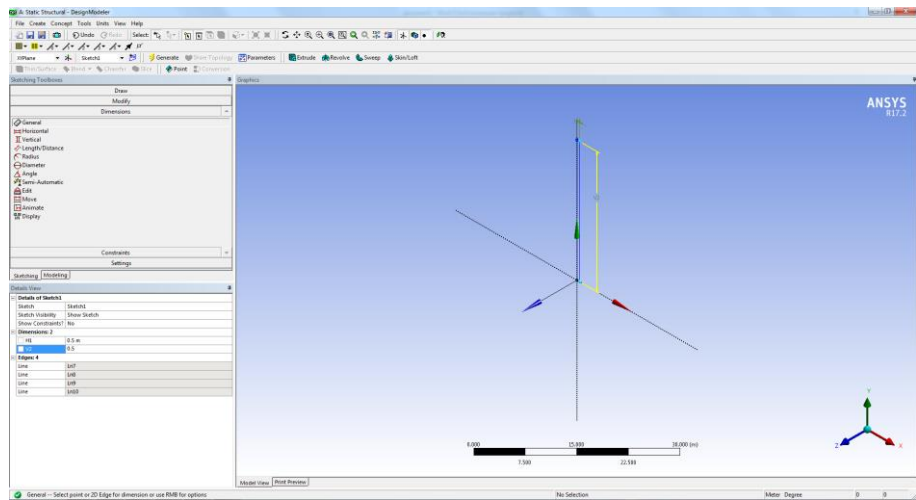 A: Static Structural - DesignModeler
File Create Concept Tools Units View Help
Undo Redo Select:
XYPlane Sketch1 Generate Share Topology Parameters Extrude Revolve Sweep Skin/Loft
Thin/Surface Blend Chamfer Slice Point Conversion
Sketching Toolboxes
Draw
Modify
Dimensions
General
Horizontal
Vertical
Length/Distance
Radius
Diameter
Angle
Semi-Automatic
Edit
Move
Animate
Display
Constraints
Settings
Sketching Modeling
Details View
Details of Sketch1
Sketch Sketch1
Sketch Visibility Show Sketch
Show Constraints? No
Dimensions: 2
H1 0.5 m
0.5
Edges: 4
Line Ln7
Line Ln8
Line Ln9
Line Ln10
Graphics
ANSYS
R17.2
0.000 15.000 30.000 (m)
7.500 22.500
Y
Z X
Model View Print Preview
General -- Select point or 2D Edge for dimension or use RMB for options No Selection Meter Degree 0 0